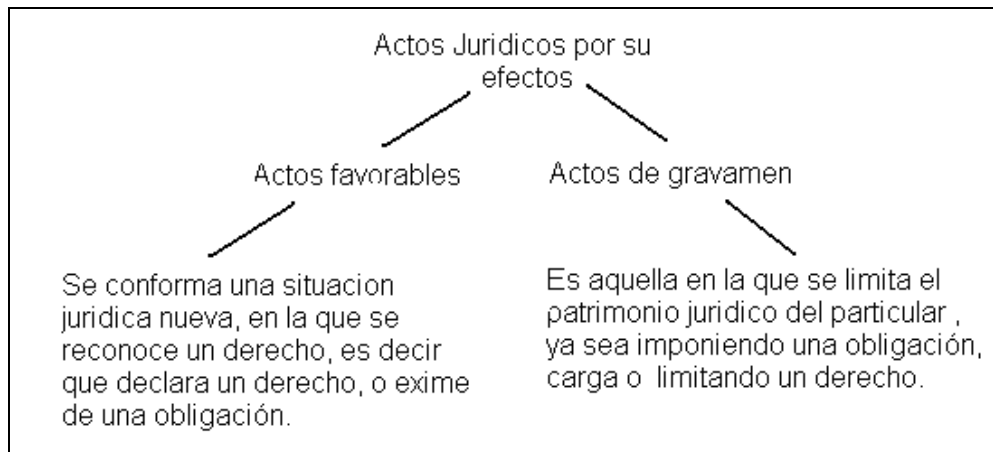 Actos Juridicos por su
efectos
Actos favorables
Actos de gravamen
Se conforma una situacion
juridica nueva, en la que se
reconoce un derecho, es decir
que declara un derecho, o exime
de una obligación.
Es aquella en la que se limita el
patrimonio juridico del particular ,
ya sea imponiendo una obligación,
carga o limitando un derecho.